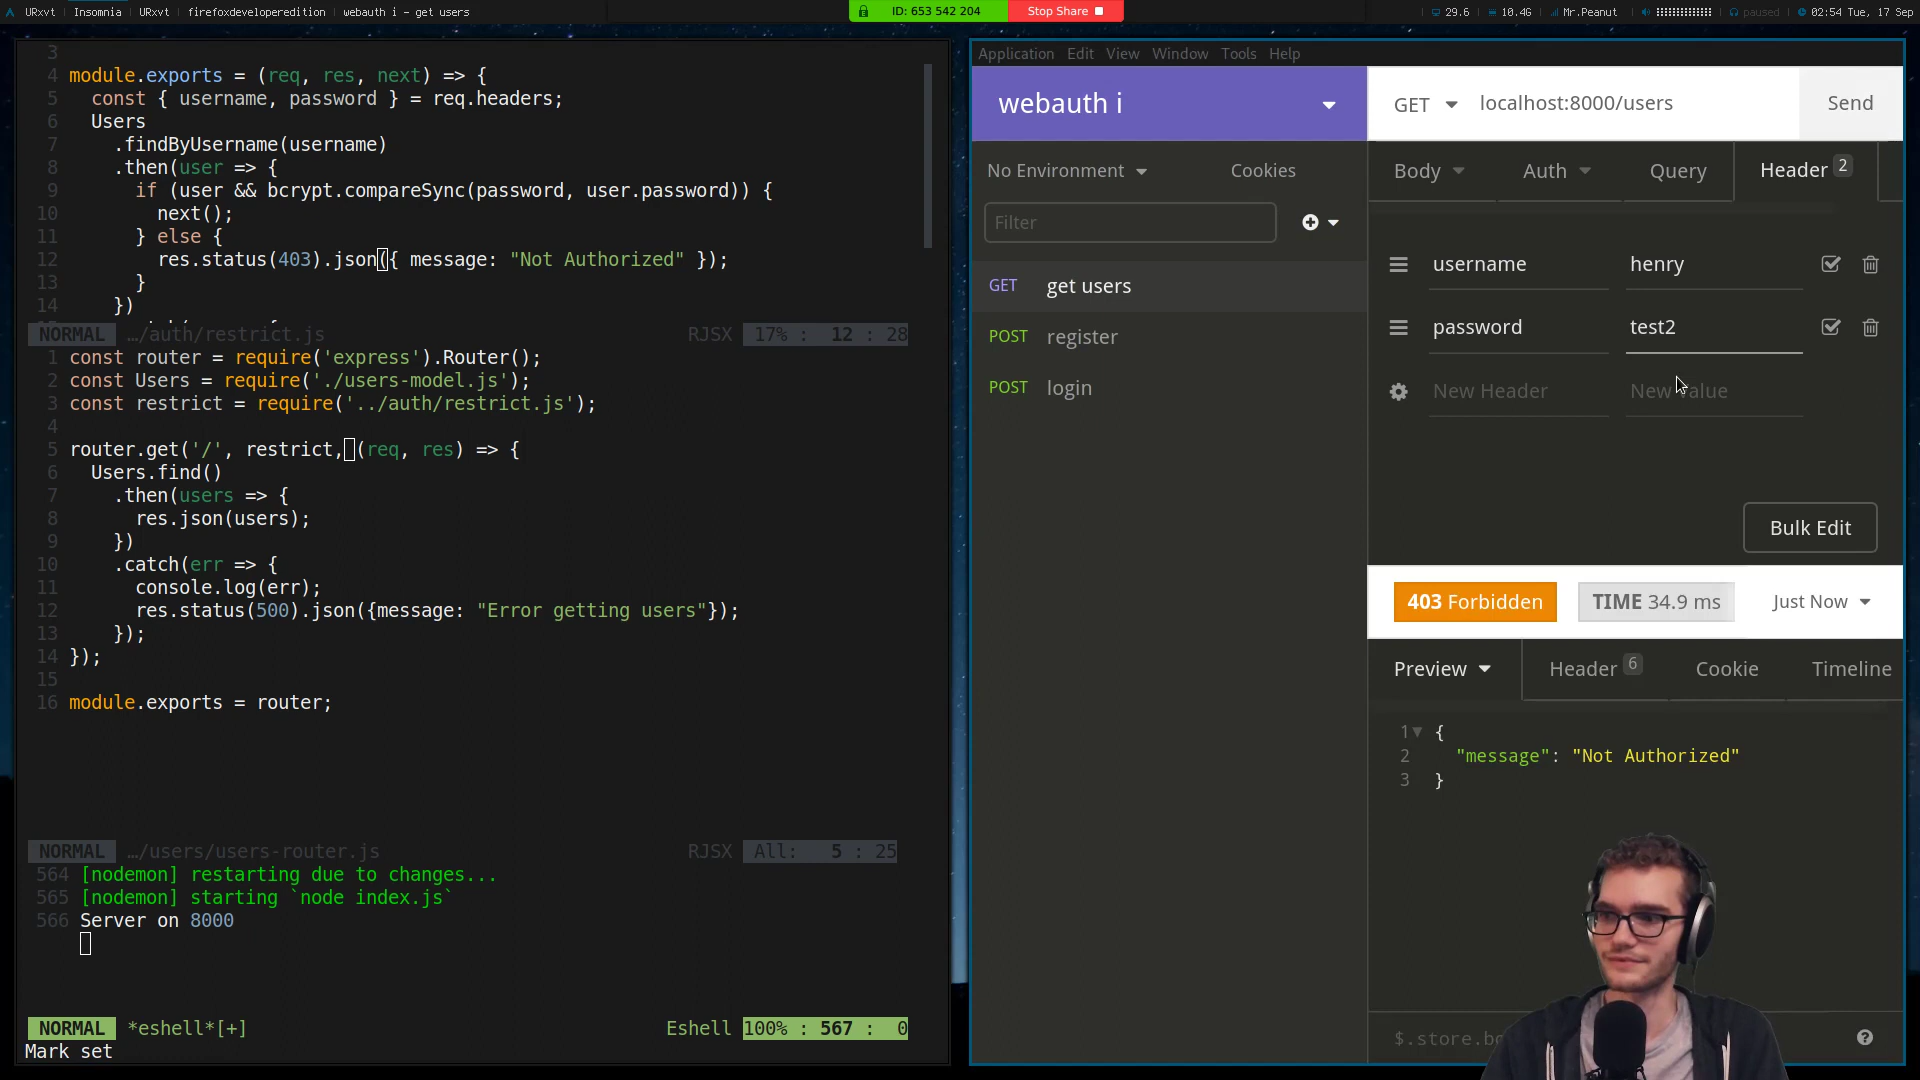 URxvt Insomnia URxvt firefoxdeveloperedition webauth i - get users
ID: 653 542 204 Stop Share
29.6 10.4G Mr.Peanut paused 02:54 Tue, 17 Sep
3
4 module.exports = (req, res, next) => {
5 const { username, password } = req.headers;
6 Users
7 .findByUsername(username)
8 .then(user => {
9 if (user && bcrypt.compareSync(password, user.password)) {
10 next();
11 } else {
12 res.status(403).json({ message: "Not Authorized" });
13 }
14 })
NORMAL …/auth/restrict.js RJSX 17% : 12 : 28
1 const router = require('express').Router();
2 const Users = require('./users-model.js');
3 const restrict = require('../auth/restrict.js');
4
5 router.get('/', restrict, (req, res) => {
6 Users.find()
7 .then(users => {
8 res.json(users);
9 })
10 .catch(err => {
11 console.log(err);
12 res.status(500).json({message: "Error getting users"});
13 });
14 });
15
16 module.exports = router;
NORMAL …/users/users-router.js RJSX All: 5 : 25
564 [nodemon] restarting due to changes...
565 [nodemon] starting `node index.js`
566 Server on 8000
NORMAL *eshell*[+] Eshell 100% : 567 : 0
Mark set
Application Edit View Window Tools Help
webauth i
GET localhost:8000/users Send
No Environment Cookies
Filter
GET get users
POST register
POST login
Body Auth Query Header 2
username henry
password test2
New Header New Value
Bulk Edit
403 Forbidden TIME 34.9 ms Just Now
Preview Header 6 Cookie Timeline
1 {
2 "message": "Not Authorized"
3 }
$.store.bo